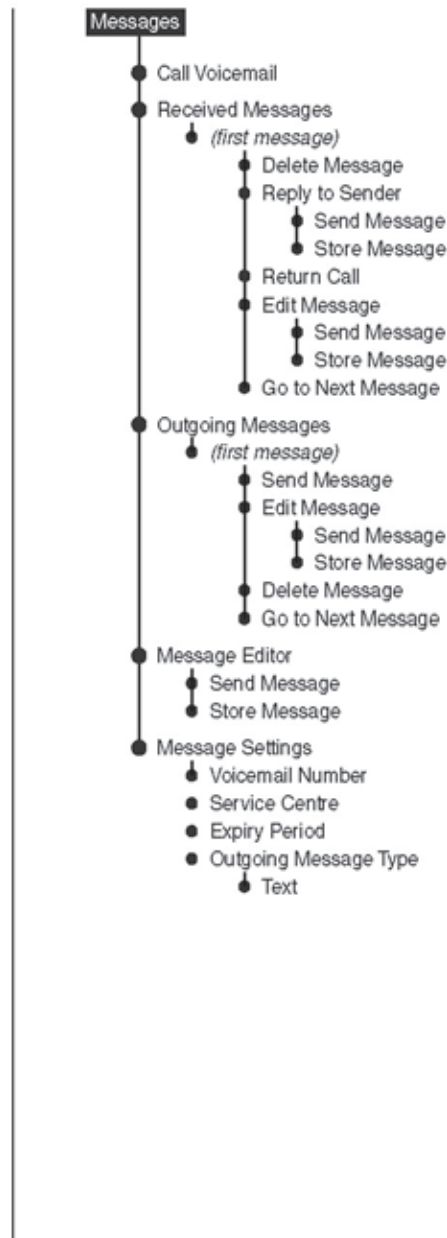 Messages
Call Voicemail
Received Messages
(first message)
Delete Message
Reply to Sender
Send Message
Store Message
Return Call
Edit Message
Send Message
Store Message
Go to Next Message
Outgoing Messages
(first message)
Send Message
Edit Message
Send Message
Store Message
Delete Message
Go to Next Message
Message Editor
Send Message
Store Message
Message Settings
Voicemail Number
Service Centre
Expiry Period
Outgoing Message Type
Text